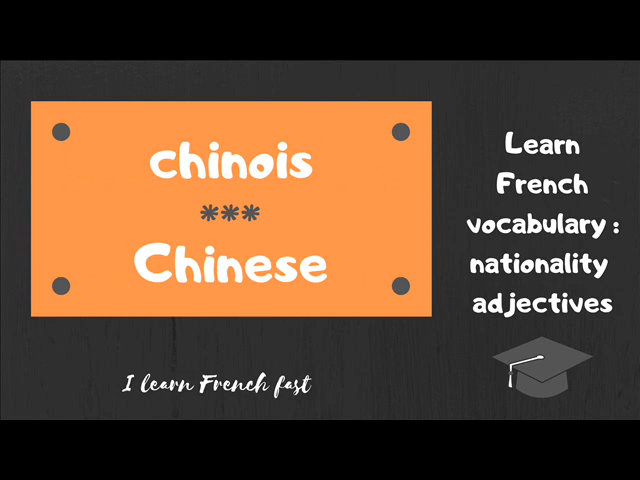 chinois
***
Chinese
Learn
French
vocabulary :
nationality
adjectives
I learn French fast